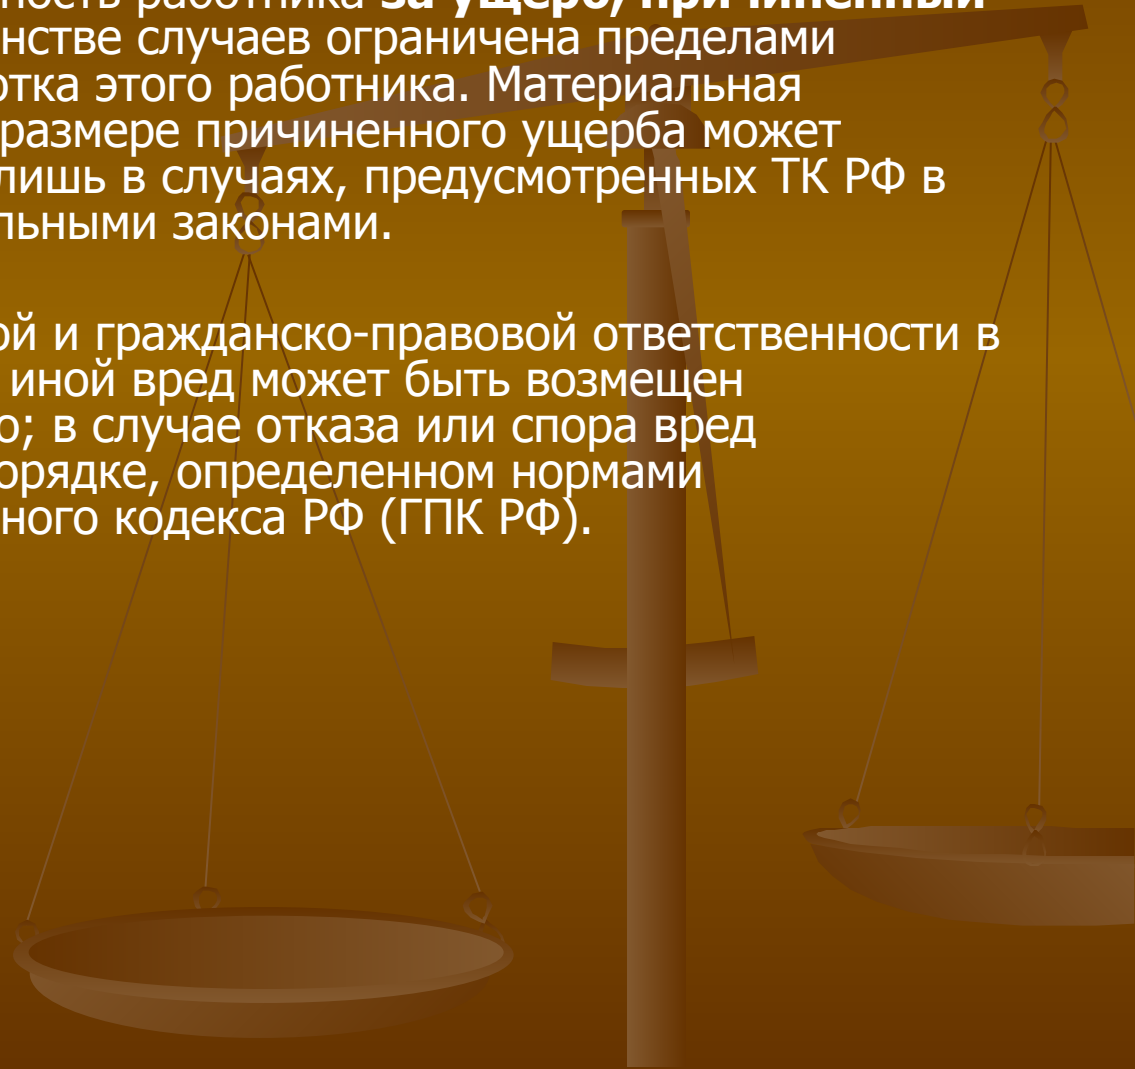 ность работника за ущерб, причиненный
нстве случаев ограничена пределами
отка этого работника. Материальная
размере причиненного ущерба может
лишь в случаях, предусмотренных ТК РФ в
льными законами.
ой и гражданско-правовой ответственности в
иной вред может быть возмещен
о; в случае отказа или спора вред
орядке, определенном нормами
ного кодекса РФ (ГПК РФ).